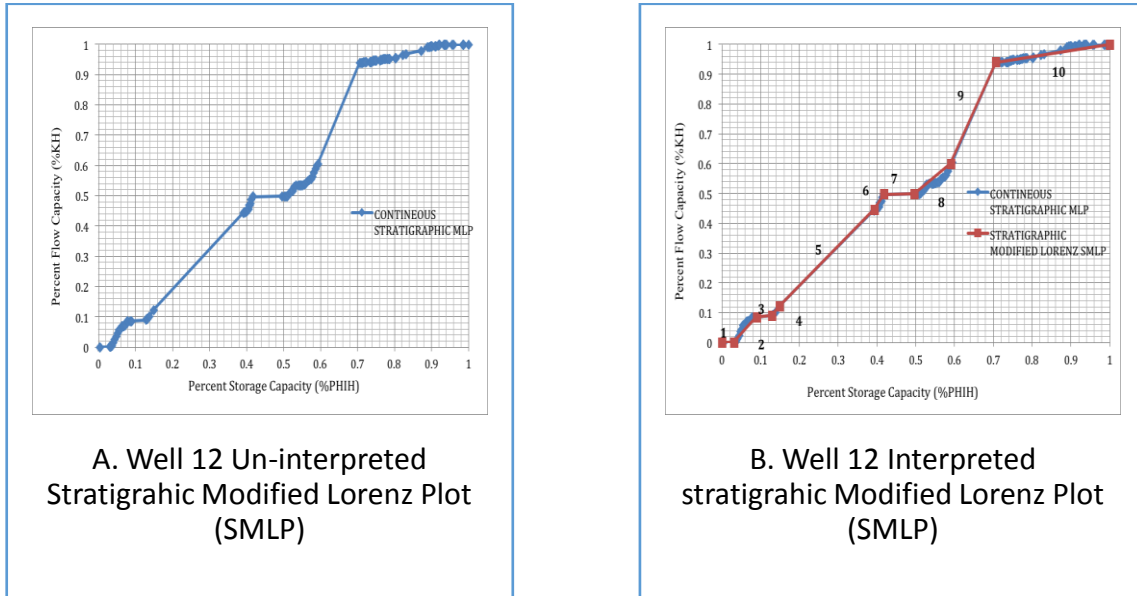 1
0.9
0.8
0.7
0.6
0.5
0.4
0.3
0.2
0.1
0
Percent Flow Capacity (%KH)
CONTINEOUS
STRATIGRAPHIC MLP
0 0.1 0.2 0.3 0.4 0.5 0.6 0.7 0.8 0.9 1
Percent Storage Capacity (%PHIH)
A. Well 12 Un-interpreted
Stratigrahic Modified Lorenz Plot
(SMLP)
1
0.9
0.8
0.7
0.6
0.5
0.4
0.3
0.2
0.1
0
Percent Flow Capacity (%KH)
10
9
7
6
8
5
3
4
1
2
CONTINEOUS
STRATIGRAPHIC MLP
STRATIGRAPHIC
MODIFIED LORENZ SMLP
0 0.1 0.2 0.3 0.4 0.5 0.6 0.7 0.8 0.9 1
Percent Storage Capacity (%PHIH)
B. Well 12 Interpreted
stratigrahic Modified Lorenz Plot
(SMLP)